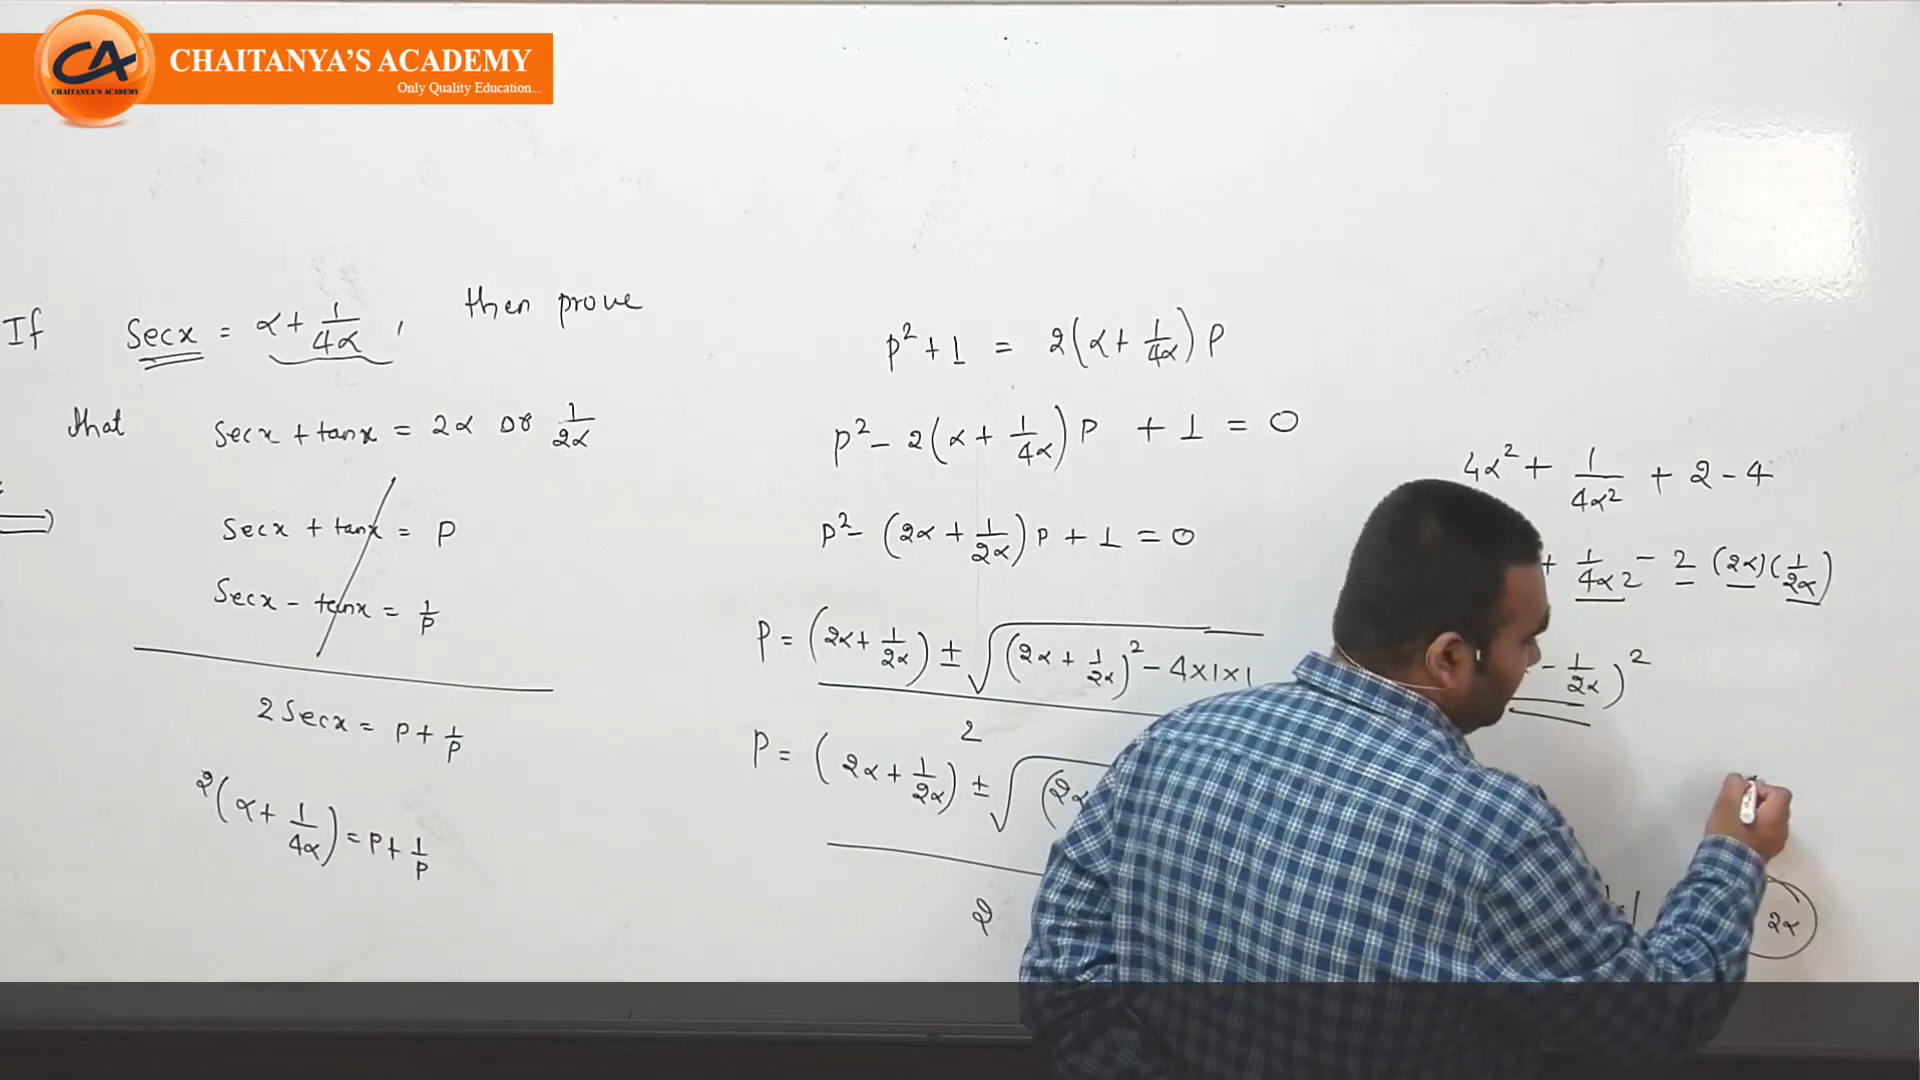 CHAITANYA'S ACADEMY
Only Quality Education...
CA
CHAITANYA'S ACADEMY
If Secx = α + 1/4α , then prove
that Secx + tanx = 2α or 1/2α
Secx + tanx = P
Secx - tanx = 1/P
2 Secx = P + 1/P
2(α + 1/4α) = P + 1/P
P² + 1 = 2(α + 1/4α) P
P² - 2(α + 1/4α) P + 1 = 0
P² - (2α + 1/2α) P + 1 = 0
P = (2α + 1/2α) ± √(2α + 1/2α)² - 4×1×1
2
P = (2α + 1/2α) ± √(2α
2
4α² + 1/4α² + 2 - 4
+ 1/4α² - 2 (2α)(1/2α)
- 1/2α)²
2α